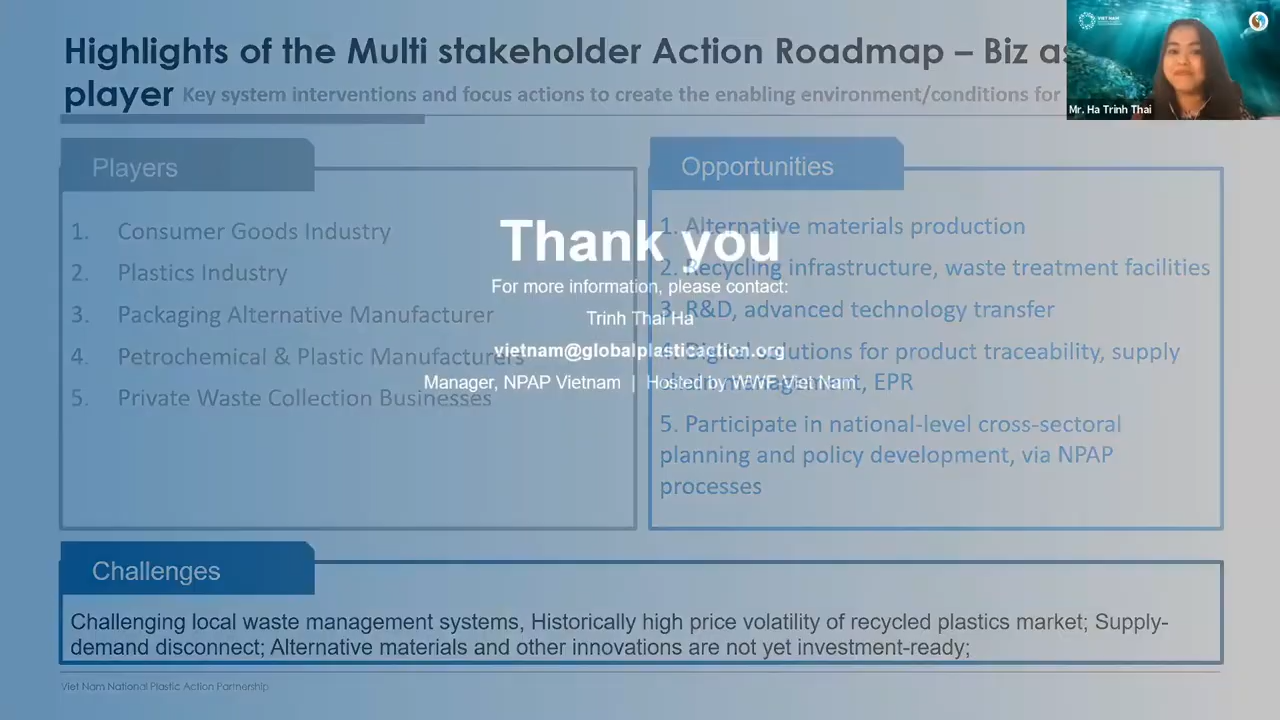 Highlights of the Multi stakeholder Action Roadmap – Biz as
player Key system interventions and focus actions to create the enabling environment/conditions for
VIET NAM
Mr. Ha Trinh Thai
Players
1. Consumer Goods Industry
2. Plastics Industry
3. Packaging Alternative Manufacturer
4. Petrochemical & Plastic Manufacturers
5. Private Waste Collection Businesses
Opportunities
1. Alternative materials production
2. Recycling infrastructure, waste treatment facilities
3. R&D, advanced technology transfer
4. Digital solutions for product traceability, supply
chain management, EPR
5. Participate in national-level cross-sectoral
planning and policy development, via NPAP
processes
Thank you
For more information, please contact:
Trinh Thai Ha
vietnam@globalplasticaction.org
Manager, NPAP Vietnam | Hosted by WWF-Viet Nam
Challenges
Challenging local waste management systems, Historically high price volatility of recycled plastics market; Supply-
demand disconnect; Alternative materials and other innovations are not yet investment-ready;
Viet Nam National Plastic Action Partnership